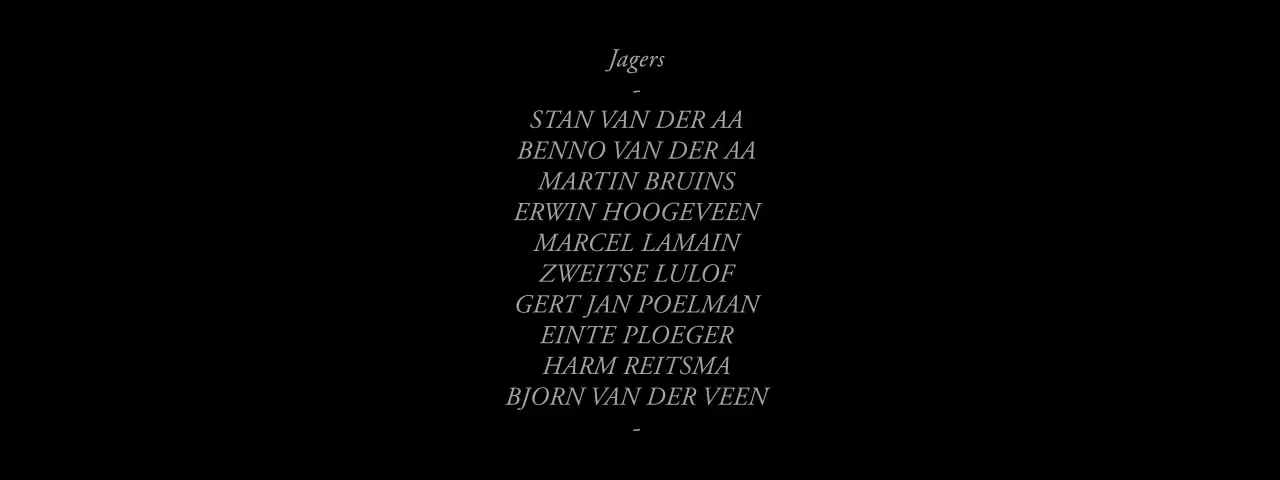 Jagers
-
STAN VAN DER AA
BENNO VAN DER AA
MARTIN BRUINS
ERWIN HOOGEVEEN
MARCEL LAMAIN
ZWEITSE LULOF
GERT JAN POELMAN
EINTE PLOEGER
HARM REITSMA
BJORN VAN DER VEEN
-